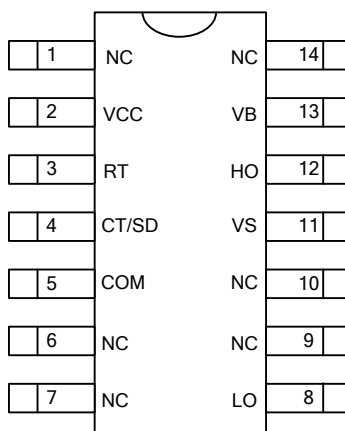 1 NC NC 14
2 VCC VB 13
3 RT HO 12
4 CT/SD VS 11
5 COM NC 10
6 NC NC 9
7 NC LO 8